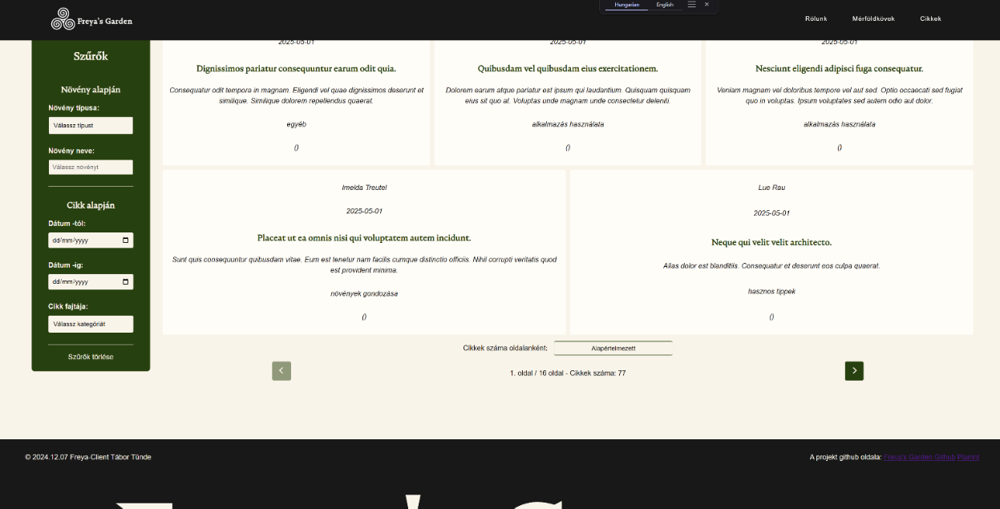 Hungarian English
Freya's Garden
Rólunk Mérföldkövek Cikkek
Szűrők
Növény alapján
Növény típusa:
Válassz típust
Növény neve:
Válassz növényt
Cikk alapján
Dátum -tól:
dd/mm/yyyy
Dátum -ig:
dd/mm/yyyy
Cikk fajtája:
Válassz kategóriát
Szűrők törlése
2025-05-01
Dignissimos pariatur consequuntur earum odit quia.
Consequatur odit tempora in magnam. Eligendi vel quae dignissimos deserunt et
similique. Similique dolorem repellendus quaerat.
egyéb
()
2025-05-01
Quibusdam vel quibusdam eius exercitationem.
Dolorem earum atque pariatur est ipsum qui laudantium. Quisquam quisquam
eius sit quo at. Voluptas unde magnam unde consectetur deleniti.
alkalmazás használata
()
2025-05-01
Nesciunt eligendi adipisci fuga consequatur.
Veniam magnam vel doloribus tempore vel aut sed. Optio occaecati sed fugiat
quo in voluptas. Ipsum voluptates sed autem odio aut dolor.
alkalmazás használata
()
Imelda Treutel
2025-05-01
Placeat ut ea omnis nisi qui voluptatem autem incidunt.
Sunt quis consequuntur quibusdam vitae. Eum est tenetur nam facilis cumque distinctio officiis. Nihil corrupti veritatis quod
est provident minima.
növények gondozása
()
Lue Rau
2025-05-01
Neque qui velit velit architecto.
Alias dolor est blanditiis. Consequatur et deserunt eos culpa quaerat.
hasznos tippek
()
Cikkek száma oldalanként: Alapértelmezett
1. oldal / 16 oldal - Cikkek száma: 77
© 2024.12.07 Freya-Client Tábor Tünde
A projekt github oldala: Freya's Garden Github Plamnt